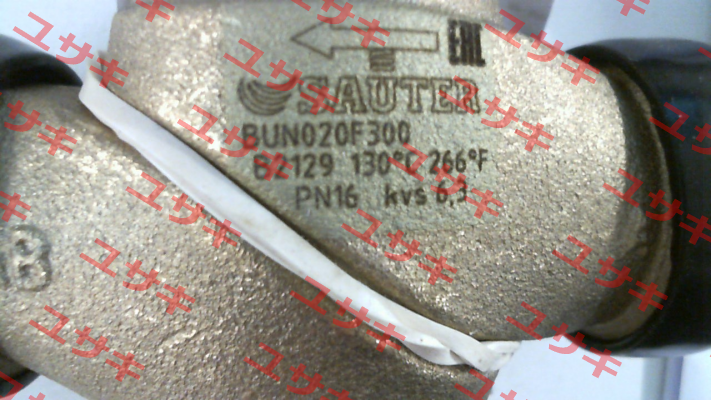 EAC
SAUTER
BUN020F300
B2129 130°C 266°F
PN16 kvs 6,3
B
ユサキ